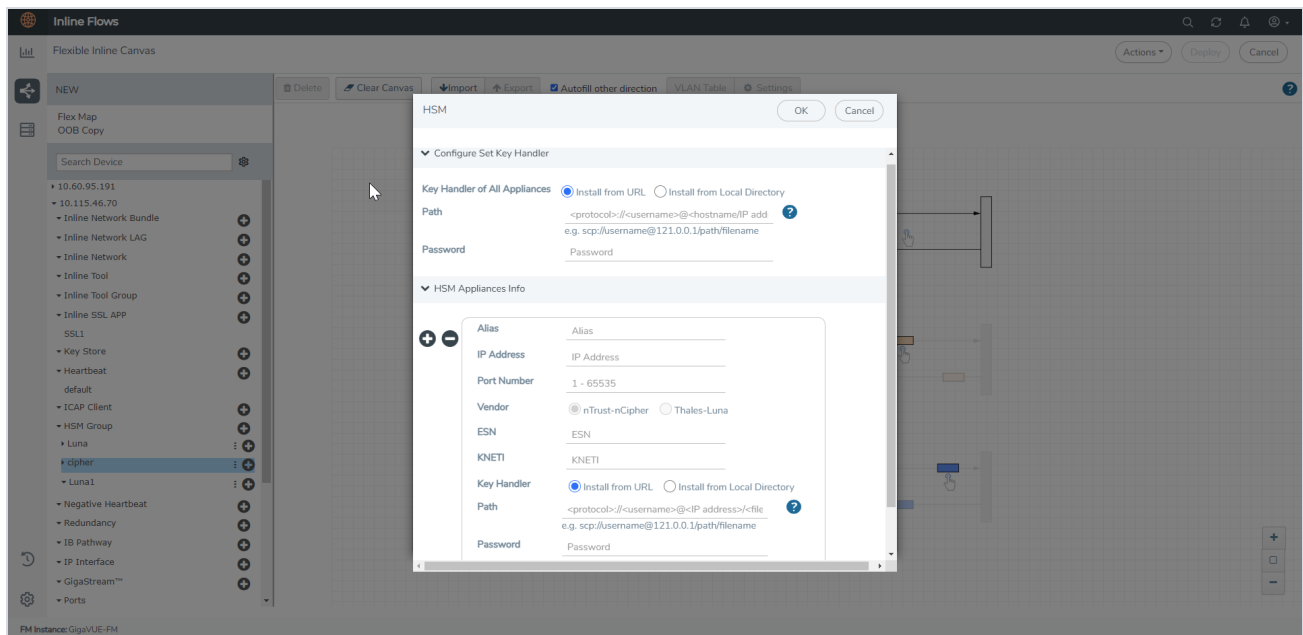 Inline Flows
Flexible Inline Canvas
Actions
Deploy
Cancel
NEW
Delete
Clear Canvas
Import
Export
Autofill other direction
VLAN Table
Settings
Flex Map
OOB Copy
Search Device
10.60.95.191
10.115.46.70
Inline Network Bundle
Inline Network LAG
Inline Network
Inline Tool
Inline Tool Group
Inline SSL APP
SSL1
Key Store
Heartbeat
default
ICAP Client
HSM Group
Luna
cipher
Luna1
Negative Heartbeat
Redundancy
IB Pathway
IP Interface
GigaStream™
Ports
FM Instance: GigaVUE-FM
HSM
OK
Cancel
Configure Set Key Handler
Key Handler of All Appliances
Install from URL
Install from Local Directory
Path
<protocol>://<username>@<hostname/IP add
?
e.g. scp://username@121.0.0.1/path/filename
Password
Password
HSM Appliances Info
Alias
Alias
IP Address
IP Address
Port Number
1 - 65535
Vendor
nTrust-nCipher
Thales-Luna
ESN
ESN
KNETI
KNETI
Key Handler
Install from URL
Install from Local Directory
Path
<protocol>://<username>@<IP address>/<file
?
e.g. scp://username@121.0.0.1/path/filename
Password
Password
?